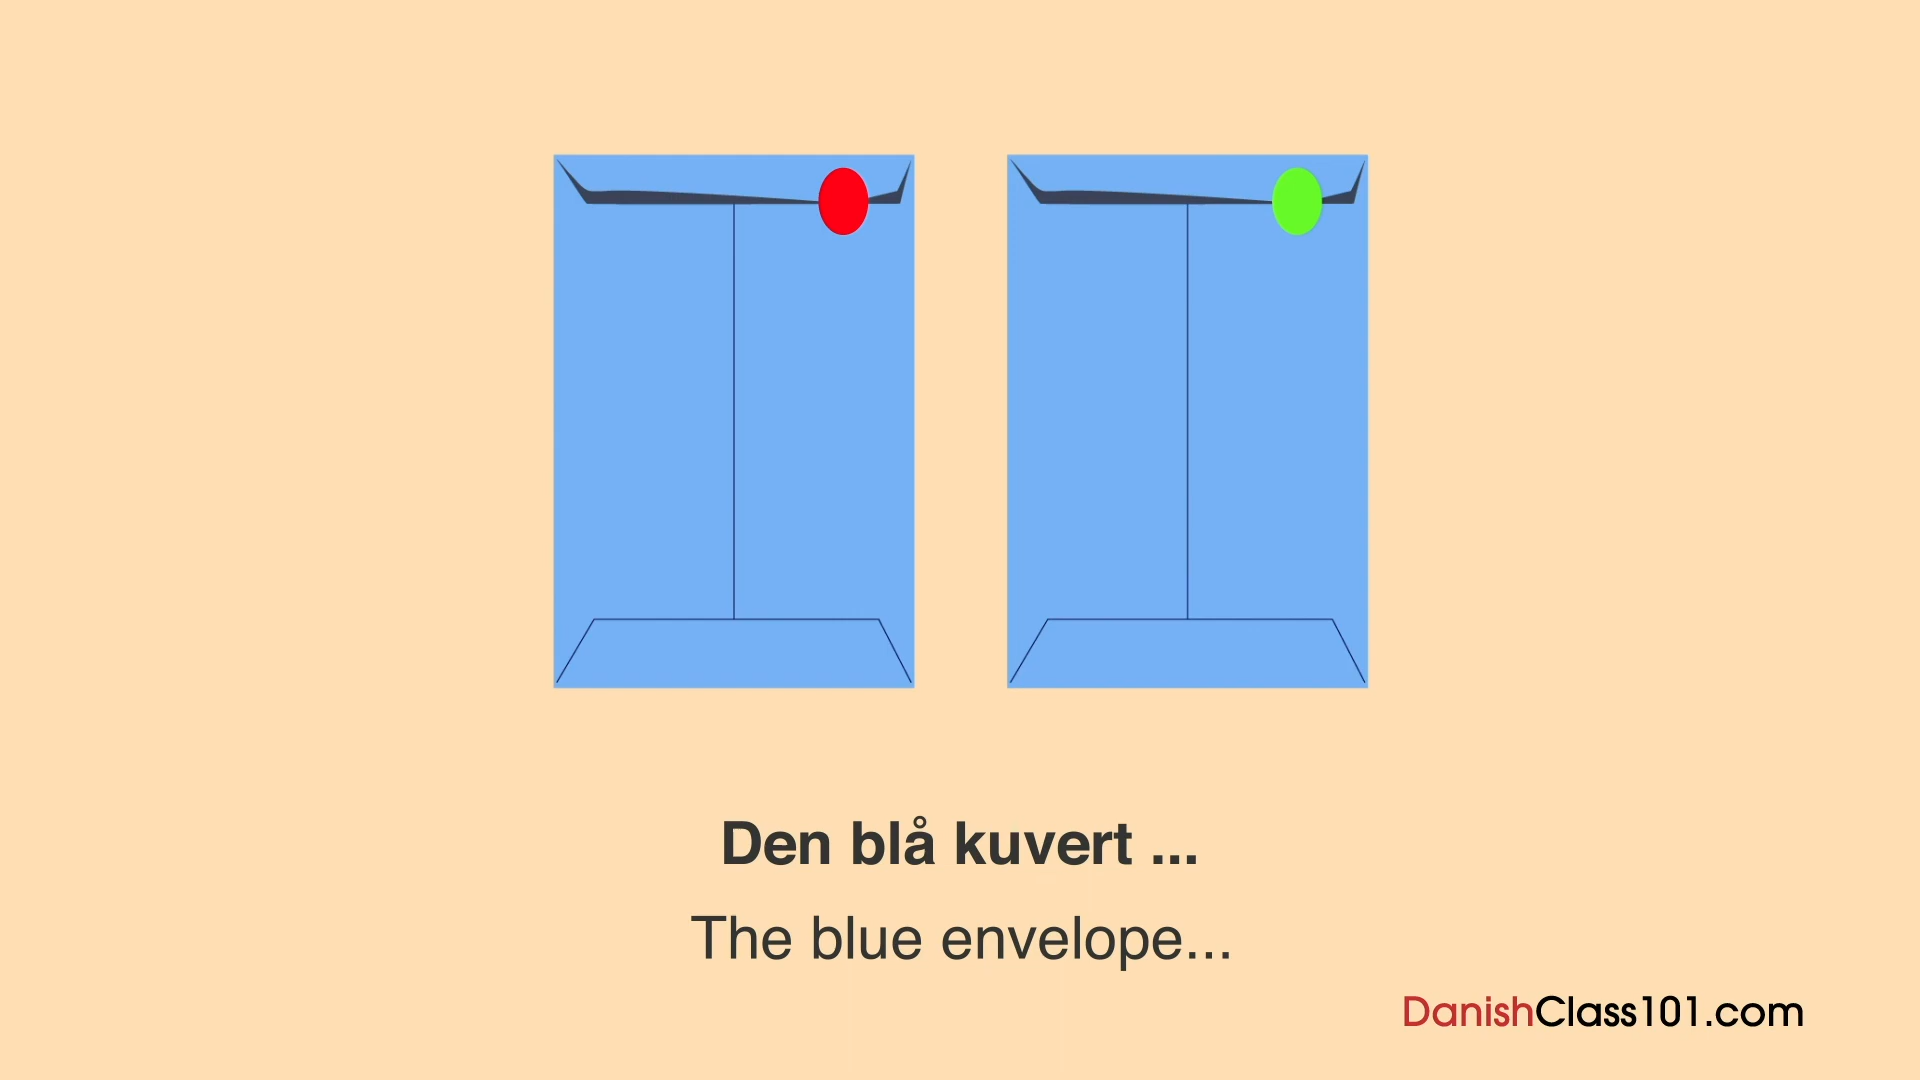 Den blå kuvert ...
The blue envelope...
DanishClass101.com